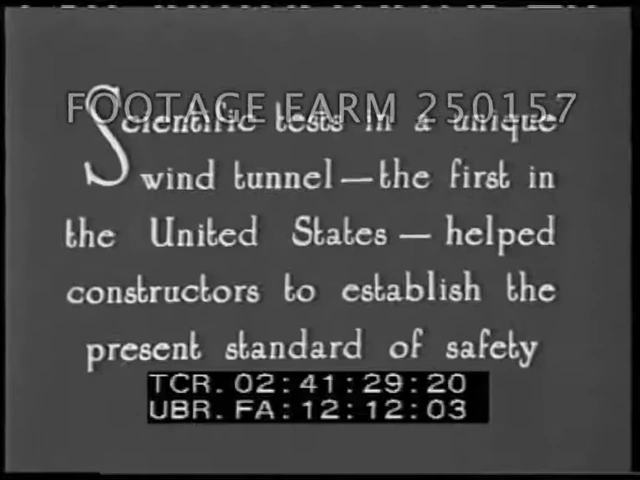 FOOTAGE FARM 250157
Scientific tests in a unique
wind tunnel—the first in
the United States — helped
constructors to establish the
present standard of safety
TCR. 02:41:29:20
UBR. FA:12:12:03